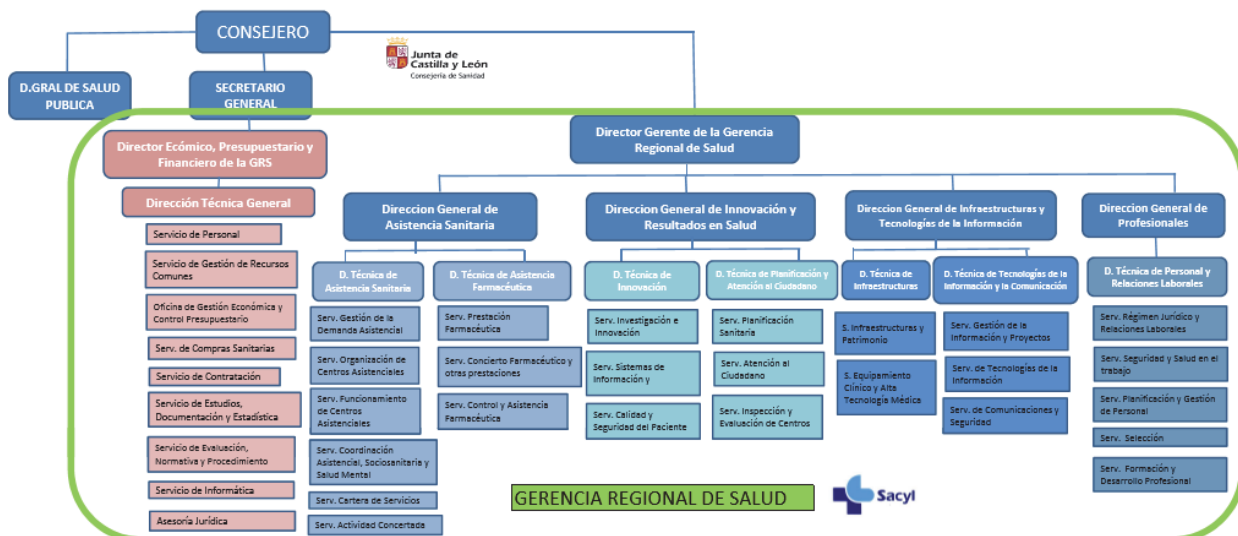 CONSEJERO
Junta de
Castilla y León
Consejería de Sanidad
D.GRAL DE SALUD
PUBLICA
SECRETARIO
GENERAL
Director Ecómico, Presupuestario y
Financiero de la GRS
Director Gerente de la Gerencia
Regional de Salud
Dirección Técnica General
Servicio de Personal
Servicio de Gestión de Recursos
Comunes
Oficina de Gestión Económica y
Control Presupuestario
Serv. de Compras Sanitarias
Servicio de Contratación
Servicio de Estudios,
Documentación y Estadística
Servicio de Evaluación,
Normativa y Procedimiento
Servicio de Informática
Asesoría Jurídica
Direccion General de
Asistencia Sanitaria
D. Técnica de
Asistencia Sanitaria
Serv. Gestión de la
Demanda Asistencial
Serv. Organización de
Centros Asistenciales
Serv. Funcionamiento de
Centros
Asistenciales
Serv. Coordinación
Asistencial, Sociosanitaria y
Salud Mental
Serv. Cartera de Servicios
Serv. Actividad Concertada
D. Técnica de Asistencia
Farmacéutica
Serv. Prestación
Farmacéutica
Serv. Concierto Farmacéutico y
otras prestaciones
Serv. Control y Asistencia
Farmacéutica
Direccion General de Innovación y
Resultados en Salud
D. Técnica de
Innovación
Serv. Investigación e
Innovación
Serv. Sistemas de
Información y
Serv. Calidad y
Seguridad del Paciente
D. Técnica de Planificación y
Atención al Ciudadano
Serv. Planificación
Sanitaria
Serv. Atención al
Ciudadano
Serv. Inspección y
Evaluación de Centros
Direccion General de Infraestructuras y
Tecnologías de la Información
D. Técnica de
Infraestructuras
S. Infraestructuras y
Patrimonio
S. Equipamiento
Clínico y Alta
Tecnología Médica
D. Técnica de Tecnologías de la
Información y la Comunicación
Serv. Gestión de la
Información y Proyectos
Serv. de Tecnologías de la
Información
Serv. de Comunicaciones y
Seguridad
Direccion General de
Profesionales
D. Técnica de Personal y
Relaciones Laborales
Serv. Régimen Jurídico y
Relaciones Laborales
Serv. Seguridad y Salud en el
trabajo
Serv. Planificación y Gestión
de Personal
Serv. Selección
Serv. Formación y
Desarrollo Profesional
GERENCIA REGIONAL DE SALUD
Sacyl